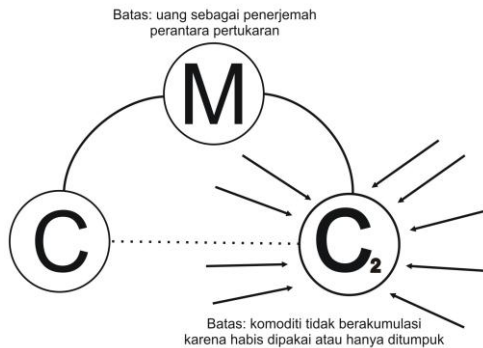 Batas: uang sebagai penerjemah
perantara pertukaran
M
C
C2
Batas: komoditi tidak berakumulasi
karena habis dipakai atau hanya ditumpuk